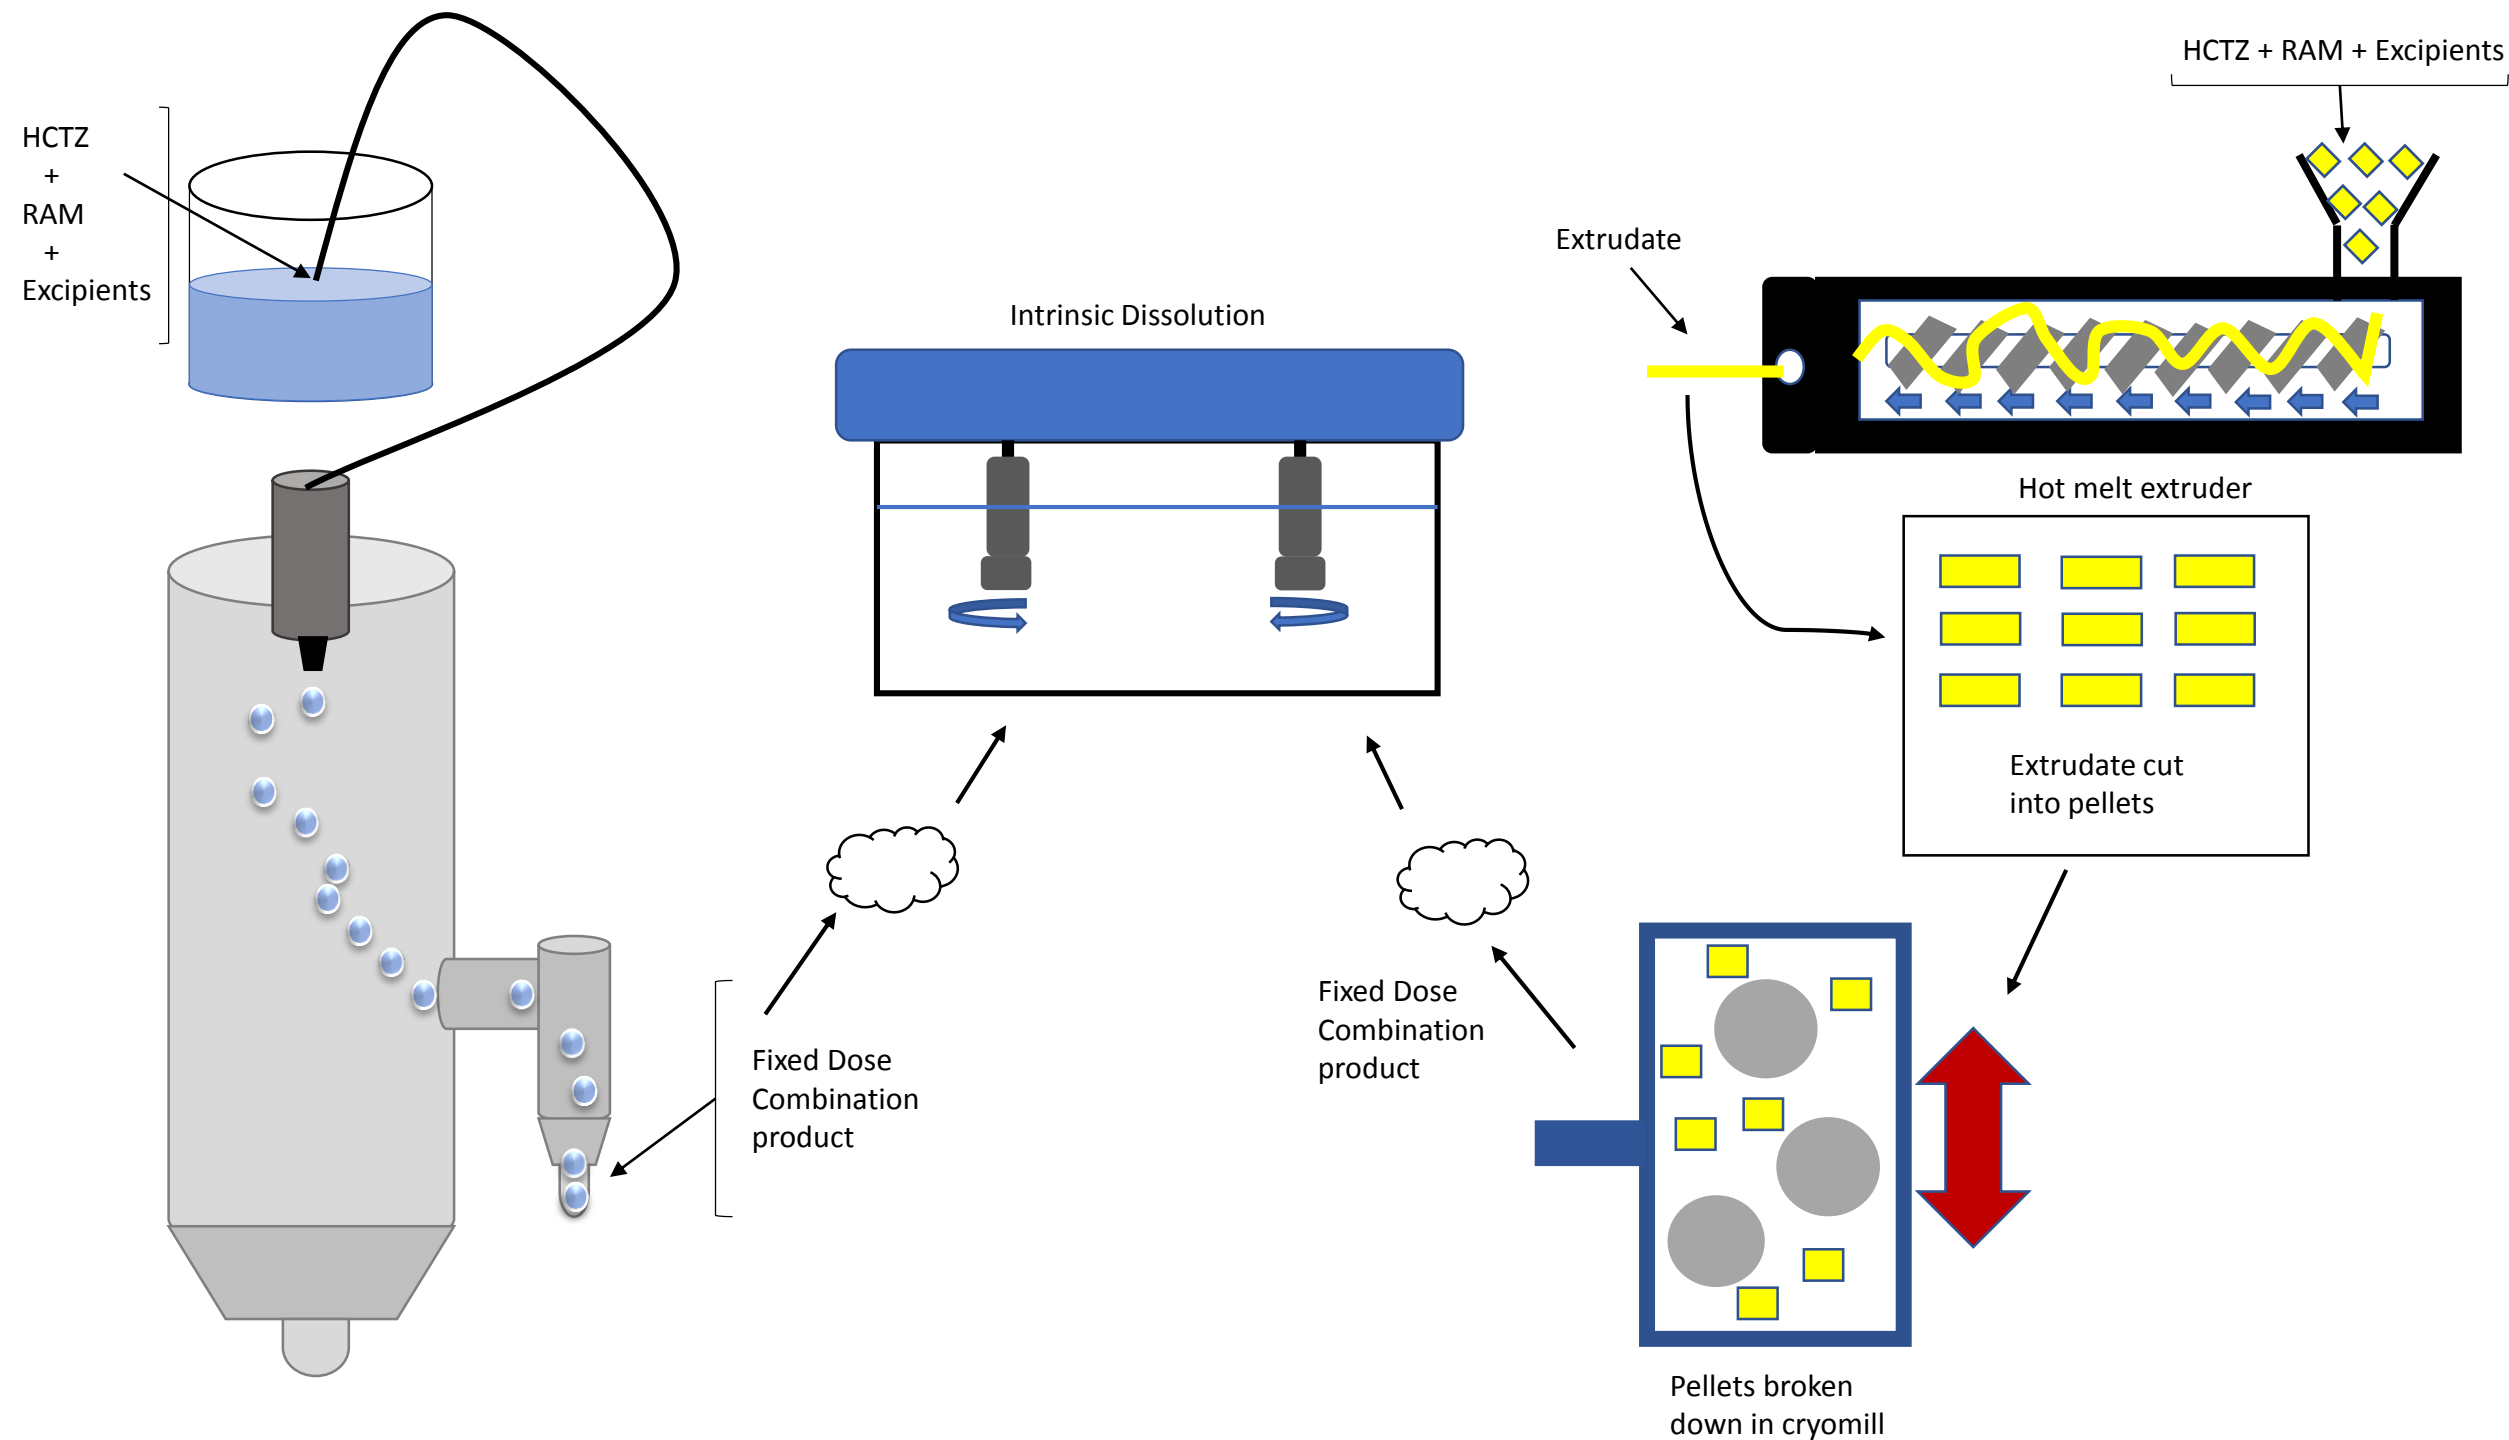 HCTZ
+
RAM
+
Excipients
Fixed Dose
Combination
product
Intrinsic Dissolution
HCTZ + RAM + Excipients
Extrudate
Hot melt extruder
Extrudate cut
into pellets
Fixed Dose
Combination
product
Pellets broken
down in cryomill